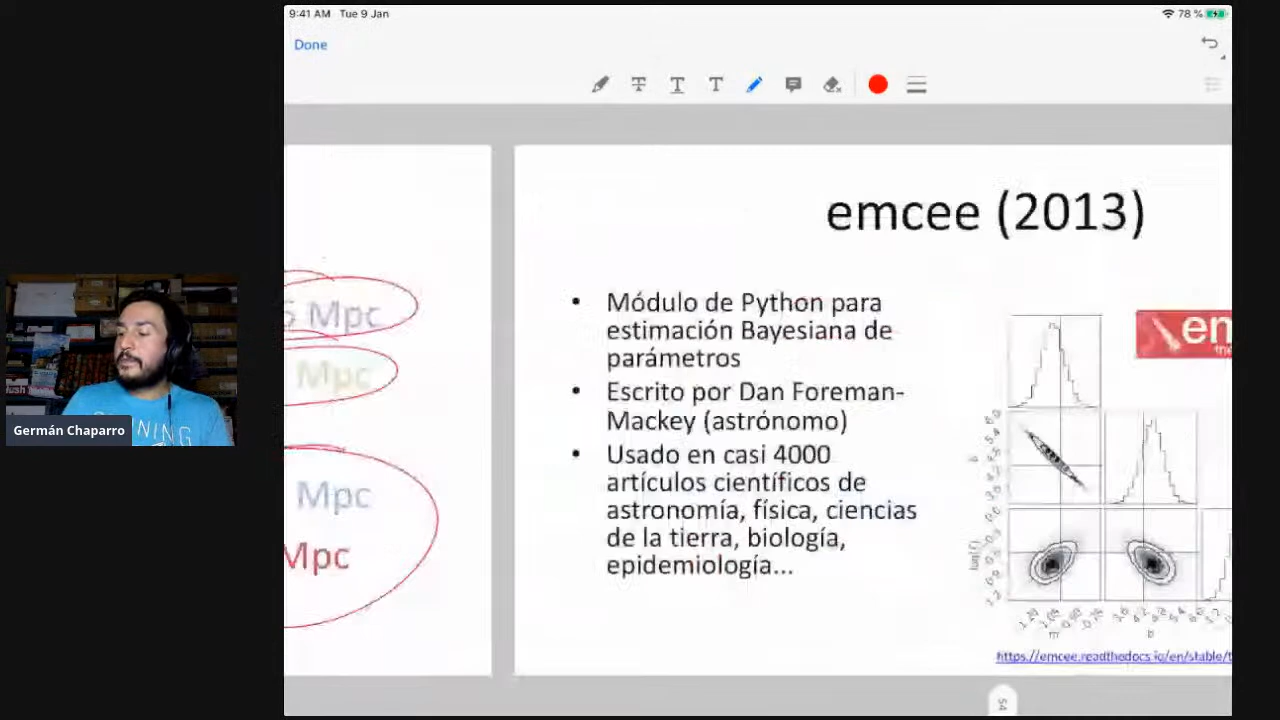 9:41 AM Tue 9 Jan
78 %
Done
emcee (2013)
Mpc
Mpc
Mpc
Mpc
• Módulo de Python para
estimación Bayesiana de
parámetros
• Escrito por Dan Foreman-
Mackey (astrónomo)
• Usado en casi 4000
artículos científicos de
astronomía, física, ciencias
de la tierra, biología,
epidemiología...
em
m
b
https://emcee.readthedocs.io/en/stable/t
54
Germán Chaparro